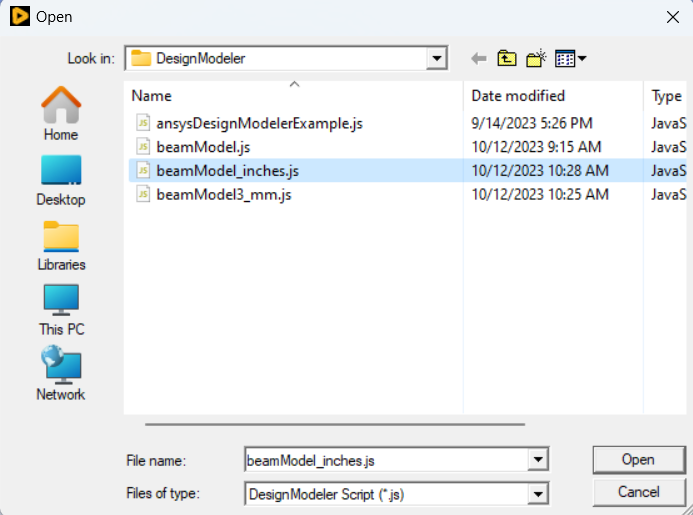 Open
Look in: DesignModeler
Name Date modified Type
ansysDesignModelerExample.js 9/14/2023 5:26 PM JavaS
beamModel.js 10/12/2023 9:15 AM JavaS
beamModel_inches.js 10/12/2023 10:28 AM JavaS
beamModel3_mm.js 10/12/2023 10:25 AM JavaS
Home
Desktop
Libraries
This PC
Network
File name: beamModel_inches.js Open
Files of type: DesignModeler Script (*.js) Cancel